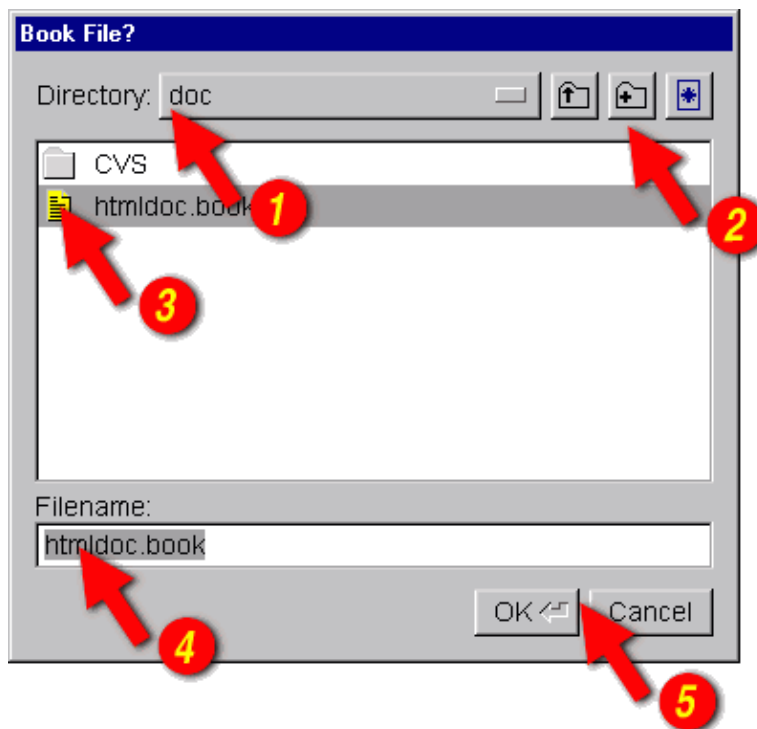 Book File?
Directory: doc
2
CVS
htmldoc.book
1
3
Filename:
htmldoc.book
OK Cancel
4
5